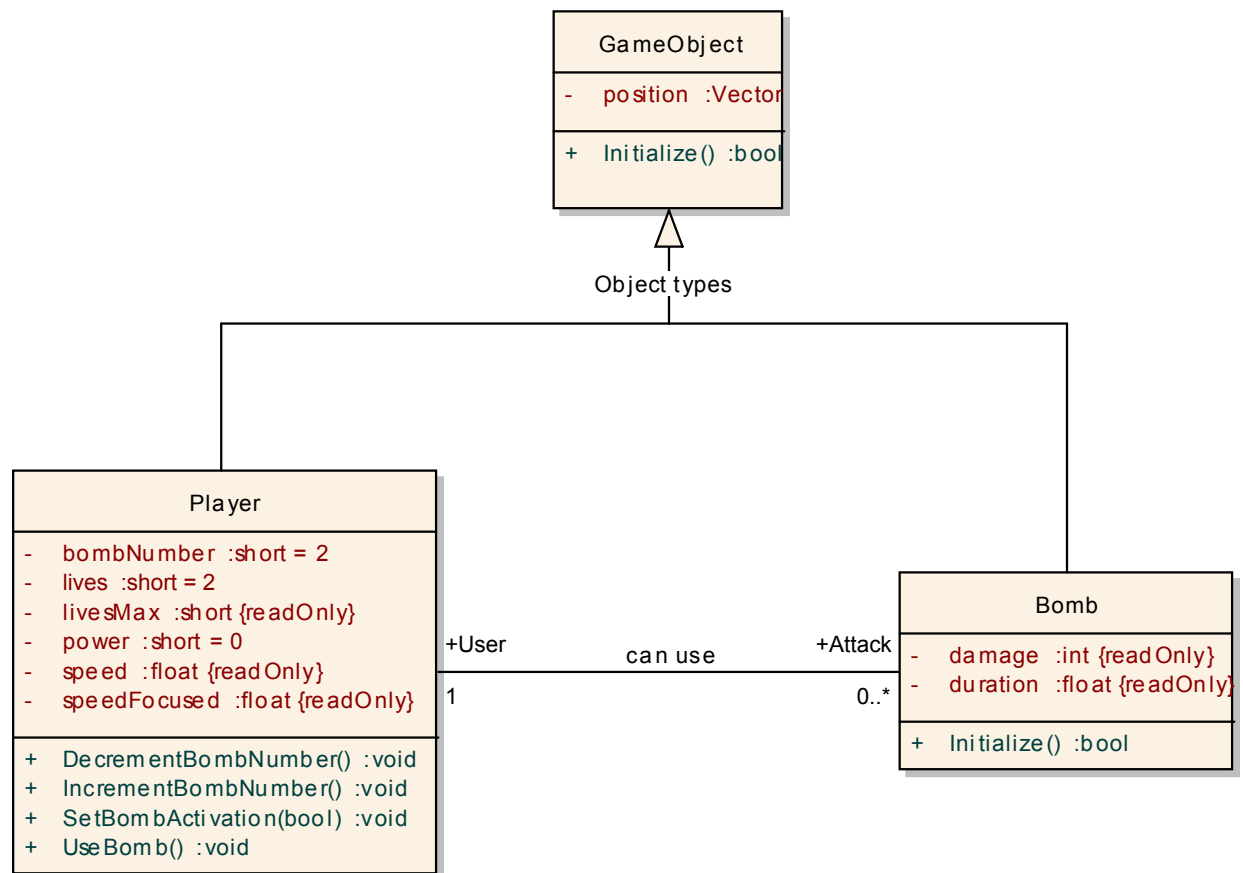 GameObject
- position :Vector
+ Initialize() :bool
Object types
Player
- bombNumber :short = 2
- lives :short = 2
- livesMax :short {readOnly}
- power :short = 0
- speed :float {readOnly}
- speedFocused :float {readOnly}
+ DecrementBombNumber() :void
+ IncrementBombNumber() :void
+ SetBombActivation(bool) :void
+ UseBomb() :void
+User
1
can use
+Attack
0..*
Bomb
- damage :int {readOnly}
- duration :float {readOnly}
+ Initialize() :bool